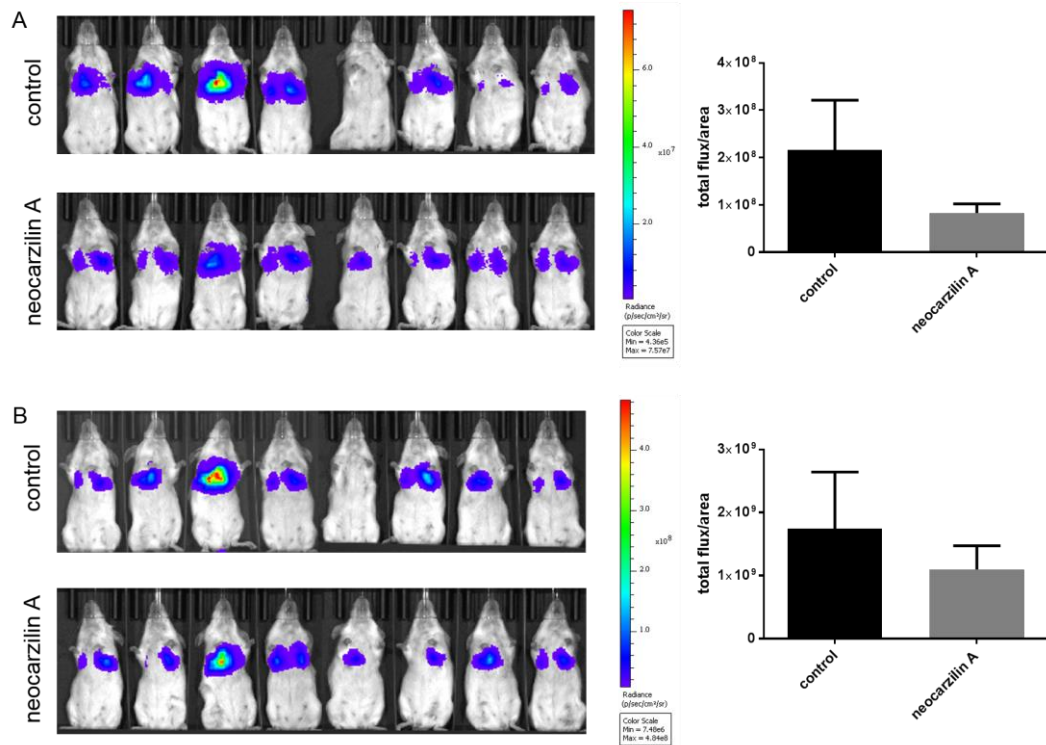 A
control
neocarzilin A
6.0
4.0
x10⁷
2.0
Radiance
(p/sec/cm²/sr)
Color Scale
Min = 4.36e5
Max = 7.57e7
total flux/area
4×10⁸
3×10⁸
2×10⁸
1×10⁸
0
control
neocarzilin A
B
control
neocarzilin A
4.0
3.0
x10⁸
2.0
1.0
Radiance
(p/sec/cm²/sr)
Color Scale
Min = 7.48e6
Max = 4.84e8
total flux/area
3×10⁹
2×10⁹
1×10⁹
0
control
neocarzilin A